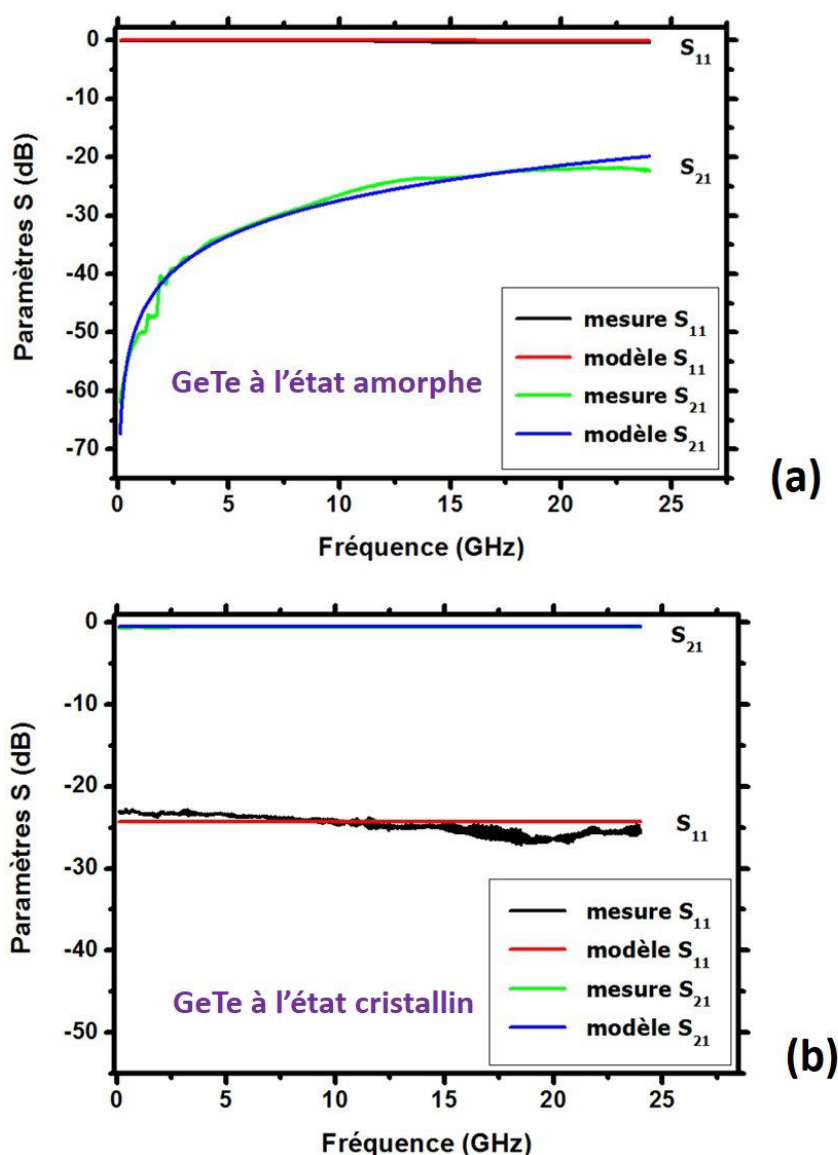 0
-10
-20
-30
-40
-50
-60
-70
Paramètres S (dB)
S11
S21
mesure S11
modèle S11
mesure S21
modèle S21
GeTe à l’état amorphe
(a)
0 5 10 15 20 25
Fréquence (GHz)
0
-10
-20
-30
-40
-50
Paramètres S (dB)
S21
S11
mesure S11
modèle S11
mesure S21
modèle S21
GeTe à l’état cristallin
(b)
0 5 10 15 20 25
Fréquence (GHz)